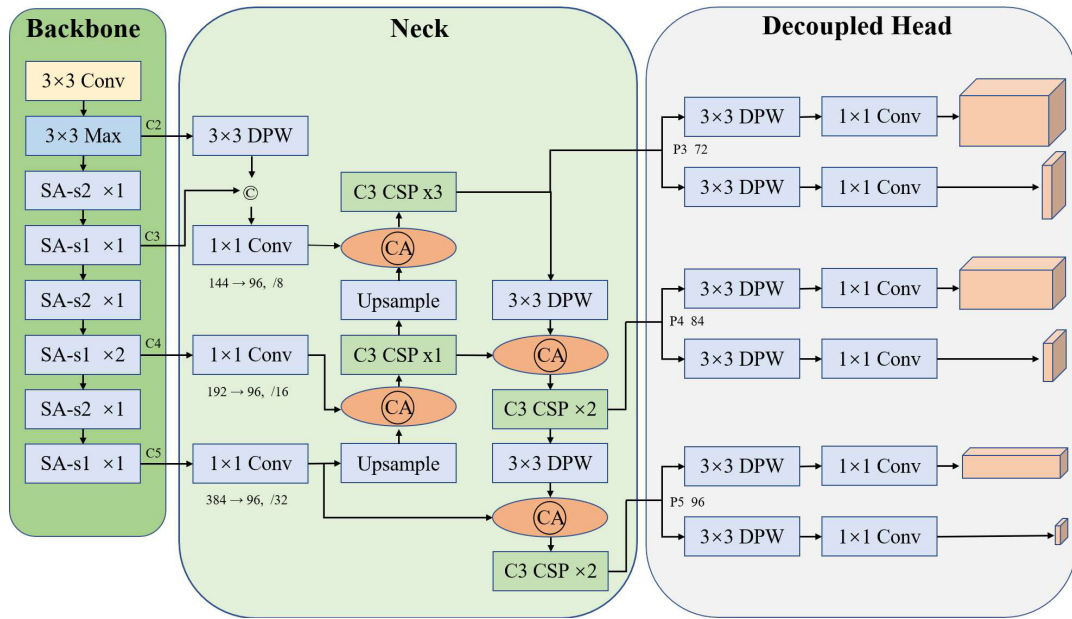 Backbone
3×3 Conv
3×3 Max
C2
SA-s2 ×1
SA-s1 ×1
C3
SA-s2 ×1
SA-s1 ×2
C4
SA-s2 ×1
SA-s1 ×1
C5
Neck
3×3 DPW
©
1×1 Conv
144 → 96, /8
1×1 Conv
192 → 96, /16
1×1 Conv
384 → 96, /32
C3 CSP x3
CA
Upsample
C3 CSP x1
CA
Upsample
3×3 DPW
CA
C3 CSP ×2
3×3 DPW
CA
C3 CSP ×2
Decoupled Head
P3 72
3×3 DPW
1×1 Conv
3×3 DPW
1×1 Conv
P4 84
3×3 DPW
1×1 Conv
3×3 DPW
1×1 Conv
P5 96
3×3 DPW
1×1 Conv
3×3 DPW
1×1 Conv